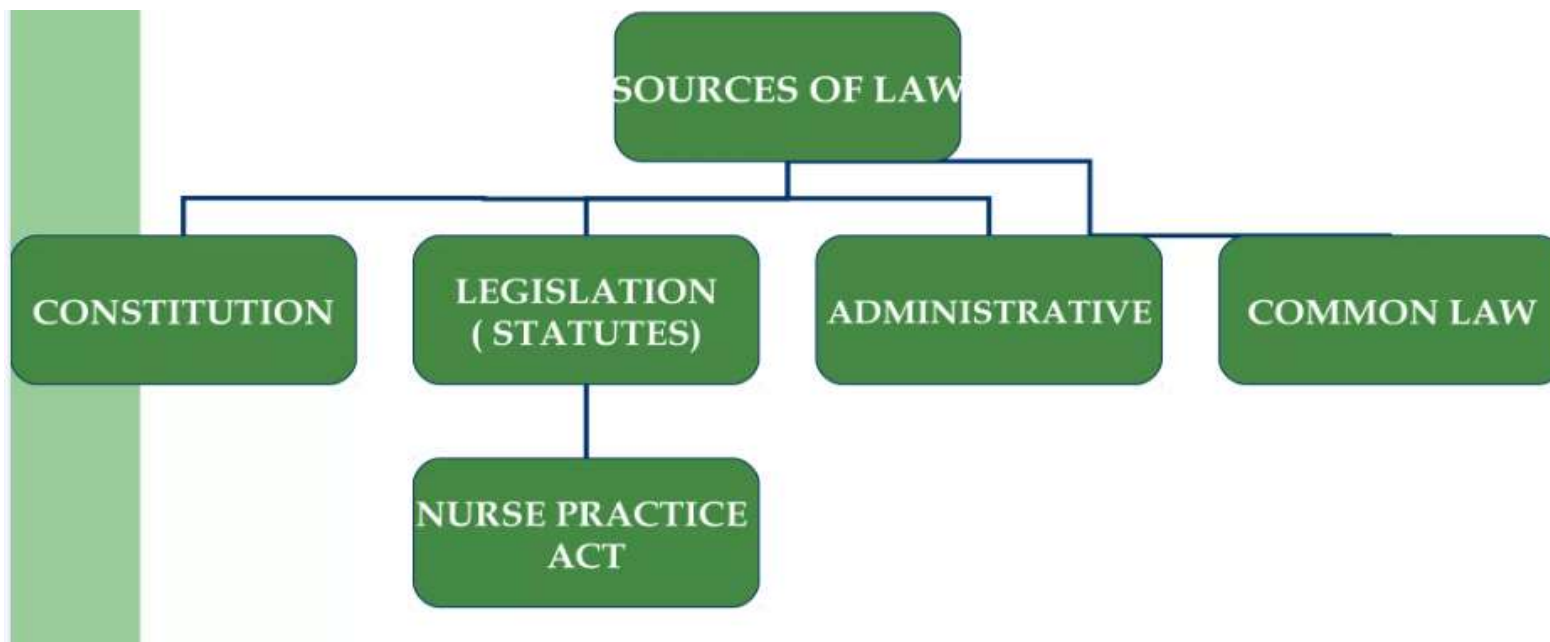 SOURCES OF LAW
CONSTITUTION
LEGISLATION
( STATUTES)
ADMINISTRATIVE
COMMON LAW
NURSE PRACTICE
ACT